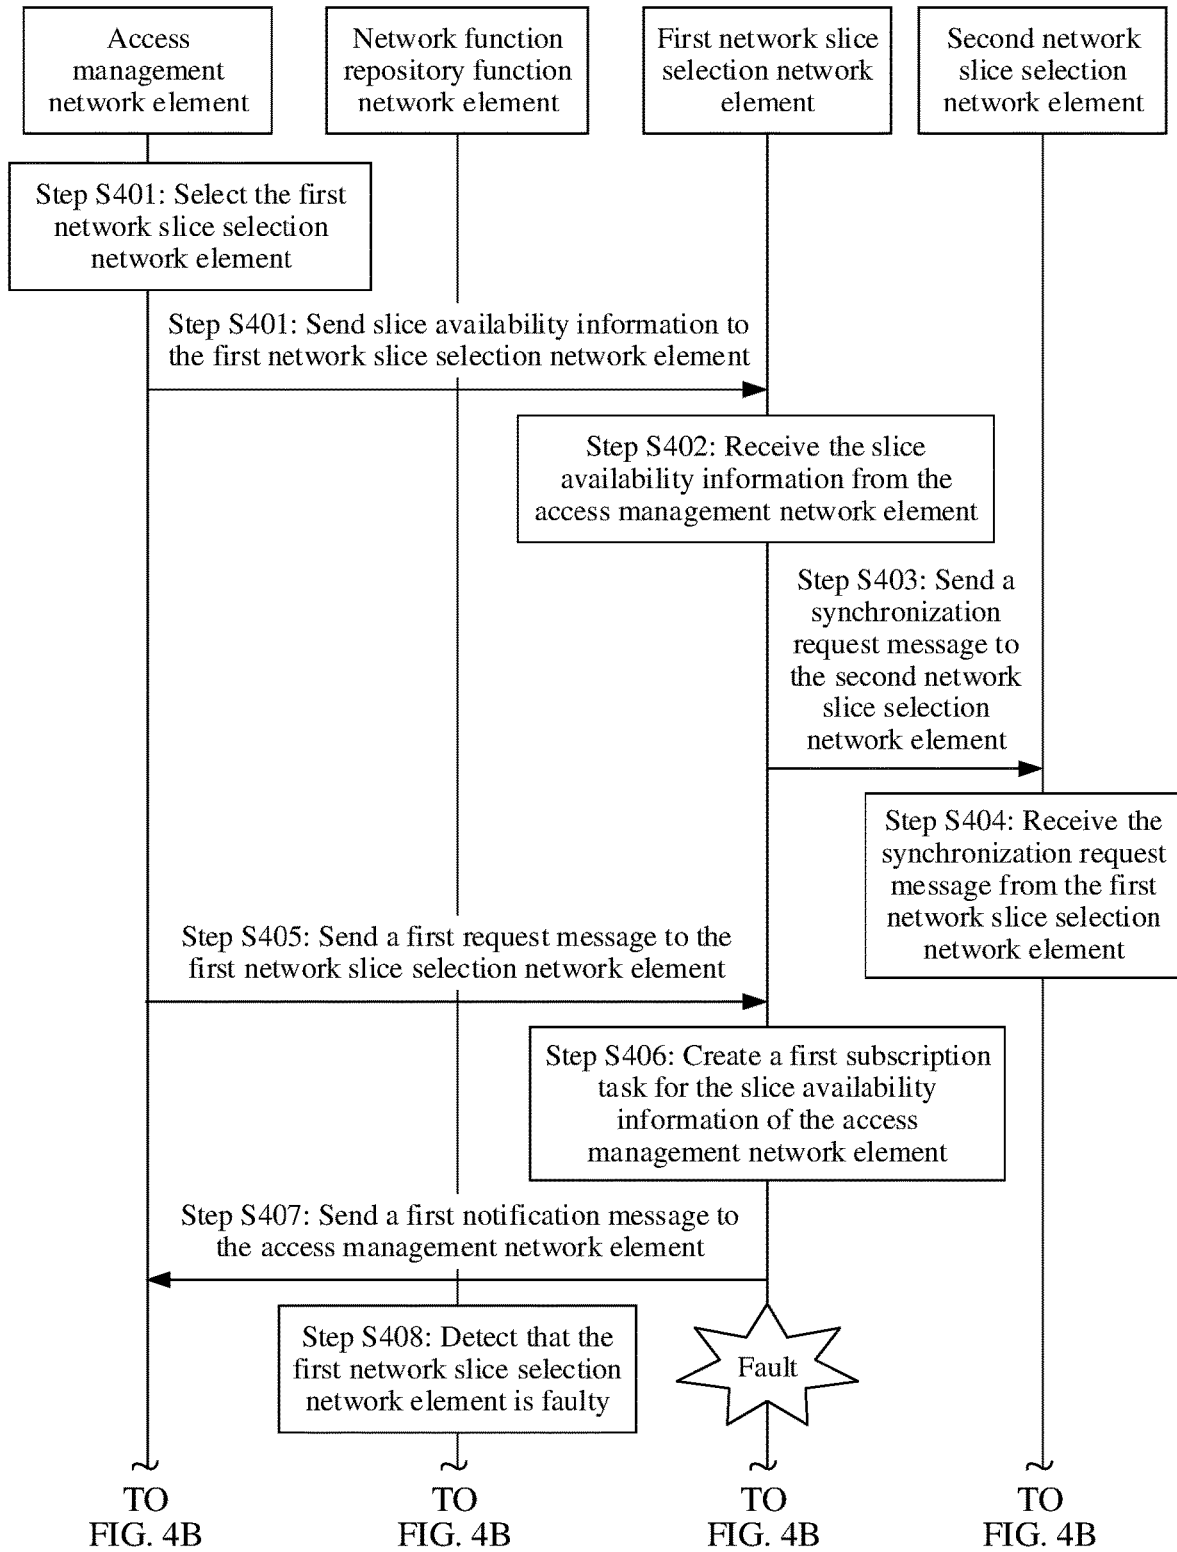 Access
management
network element
Network function
repository function
network element
First network slice
selection network
element
Second network
slice selection
network element
Step S401: Select the first
network slice selection
network element
Step S401: Send slice availability information to
the first network slice selection network element
Step S402: Receive the slice
availability information from the
access management network element
Step S403: Send a
synchronization
request message to
the second network
slice selection
network element
Step S404: Receive the
synchronization request
message from the first
network slice selection
network element
Step S405: Send a first request message to the
first network slice selection network element
Step S406: Create a first subscription
task for the slice availability
information of the access
management network element
Step S407: Send a first notification message to
the access management network element
Step S408: Detect that the
first network slice selection
network element is faulty
Fault
TO
FIG. 4B
TO
FIG. 4B
TO
FIG. 4B
TO
FIG. 4B